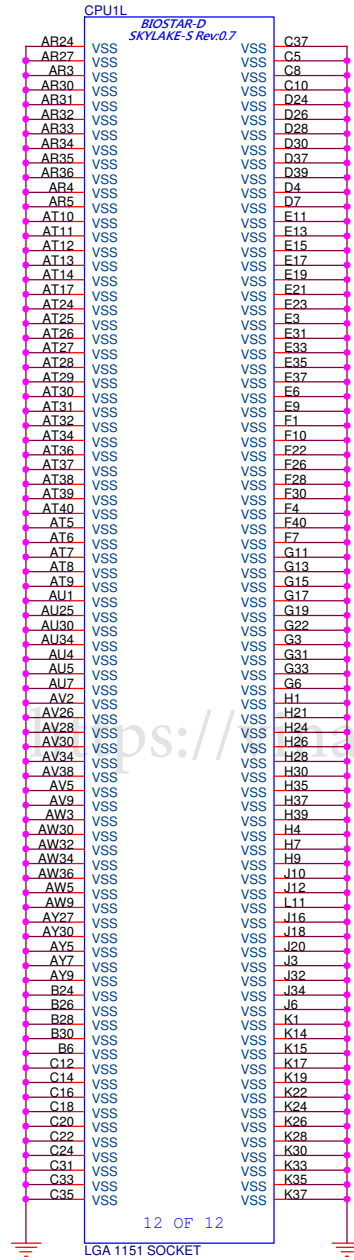 CPU1L
BIOSTAR-D
SKYLAKE-S Rev:0.7
AR24 VSS VSS C37
AR27 VSS VSS C5
AR3 VSS VSS C8
AR30 VSS VSS C10
AR31 VSS VSS D24
AR32 VSS VSS D26
AR33 VSS VSS D28
AR34 VSS VSS D30
AR35 VSS VSS D37
AR36 VSS VSS D39
AR4 VSS VSS D4
AR5 VSS VSS D7
AT10 VSS VSS E11
AT11 VSS VSS E13
AT12 VSS VSS E15
AT13 VSS VSS E17
AT14 VSS VSS E19
AT17 VSS VSS E21
AT24 VSS VSS E23
AT25 VSS VSS E3
AT26 VSS VSS E31
AT27 VSS VSS E33
AT28 VSS VSS E35
AT29 VSS VSS E37
AT30 VSS VSS E6
AT31 VSS VSS E9
AT32 VSS VSS F1
AT34 VSS VSS F10
AT36 VSS VSS F22
AT37 VSS VSS F26
AT38 VSS VSS F28
AT39 VSS VSS F30
AT40 VSS VSS F4
AT5 VSS VSS F40
AT6 VSS VSS F7
AT7 VSS VSS G11
AT8 VSS VSS G13
AT9 VSS VSS G15
AU1 VSS VSS G17
AU25 VSS VSS G19
AU30 VSS VSS G22
AU34 VSS VSS G3
AU4 VSS VSS G31
AU5 VSS VSS G33
AU7 VSS VSS G6
AV2 VSS VSS H1
AV26 VSS VSS H21
AV28 VSS VSS H24
AV30 VSS VSS H26
AV34 VSS VSS H28
AV38 VSS VSS H30
AV5 VSS VSS H35
AV9 VSS VSS H37
AW3 VSS VSS H39
AW30 VSS VSS H4
AW32 VSS VSS H7
AW34 VSS VSS H9
AW36 VSS VSS J10
AW5 VSS VSS J12
AW9 VSS VSS L11
AY27 VSS VSS J16
AY30 VSS VSS J18
AY5 VSS VSS J20
AY7 VSS VSS J3
AY9 VSS VSS J32
B24 VSS VSS J34
B26 VSS VSS J6
B28 VSS VSS K1
B30 VSS VSS K14
B6 VSS VSS K15
C12 VSS VSS K17
C14 VSS VSS K19
C16 VSS VSS K22
C18 VSS VSS K24
C20 VSS VSS K26
C22 VSS VSS K28
C24 VSS VSS K30
C31 VSS VSS K33
C33 VSS VSS K35
C35 VSS VSS K37
12 OF 12
LGA 1151 SOCKET